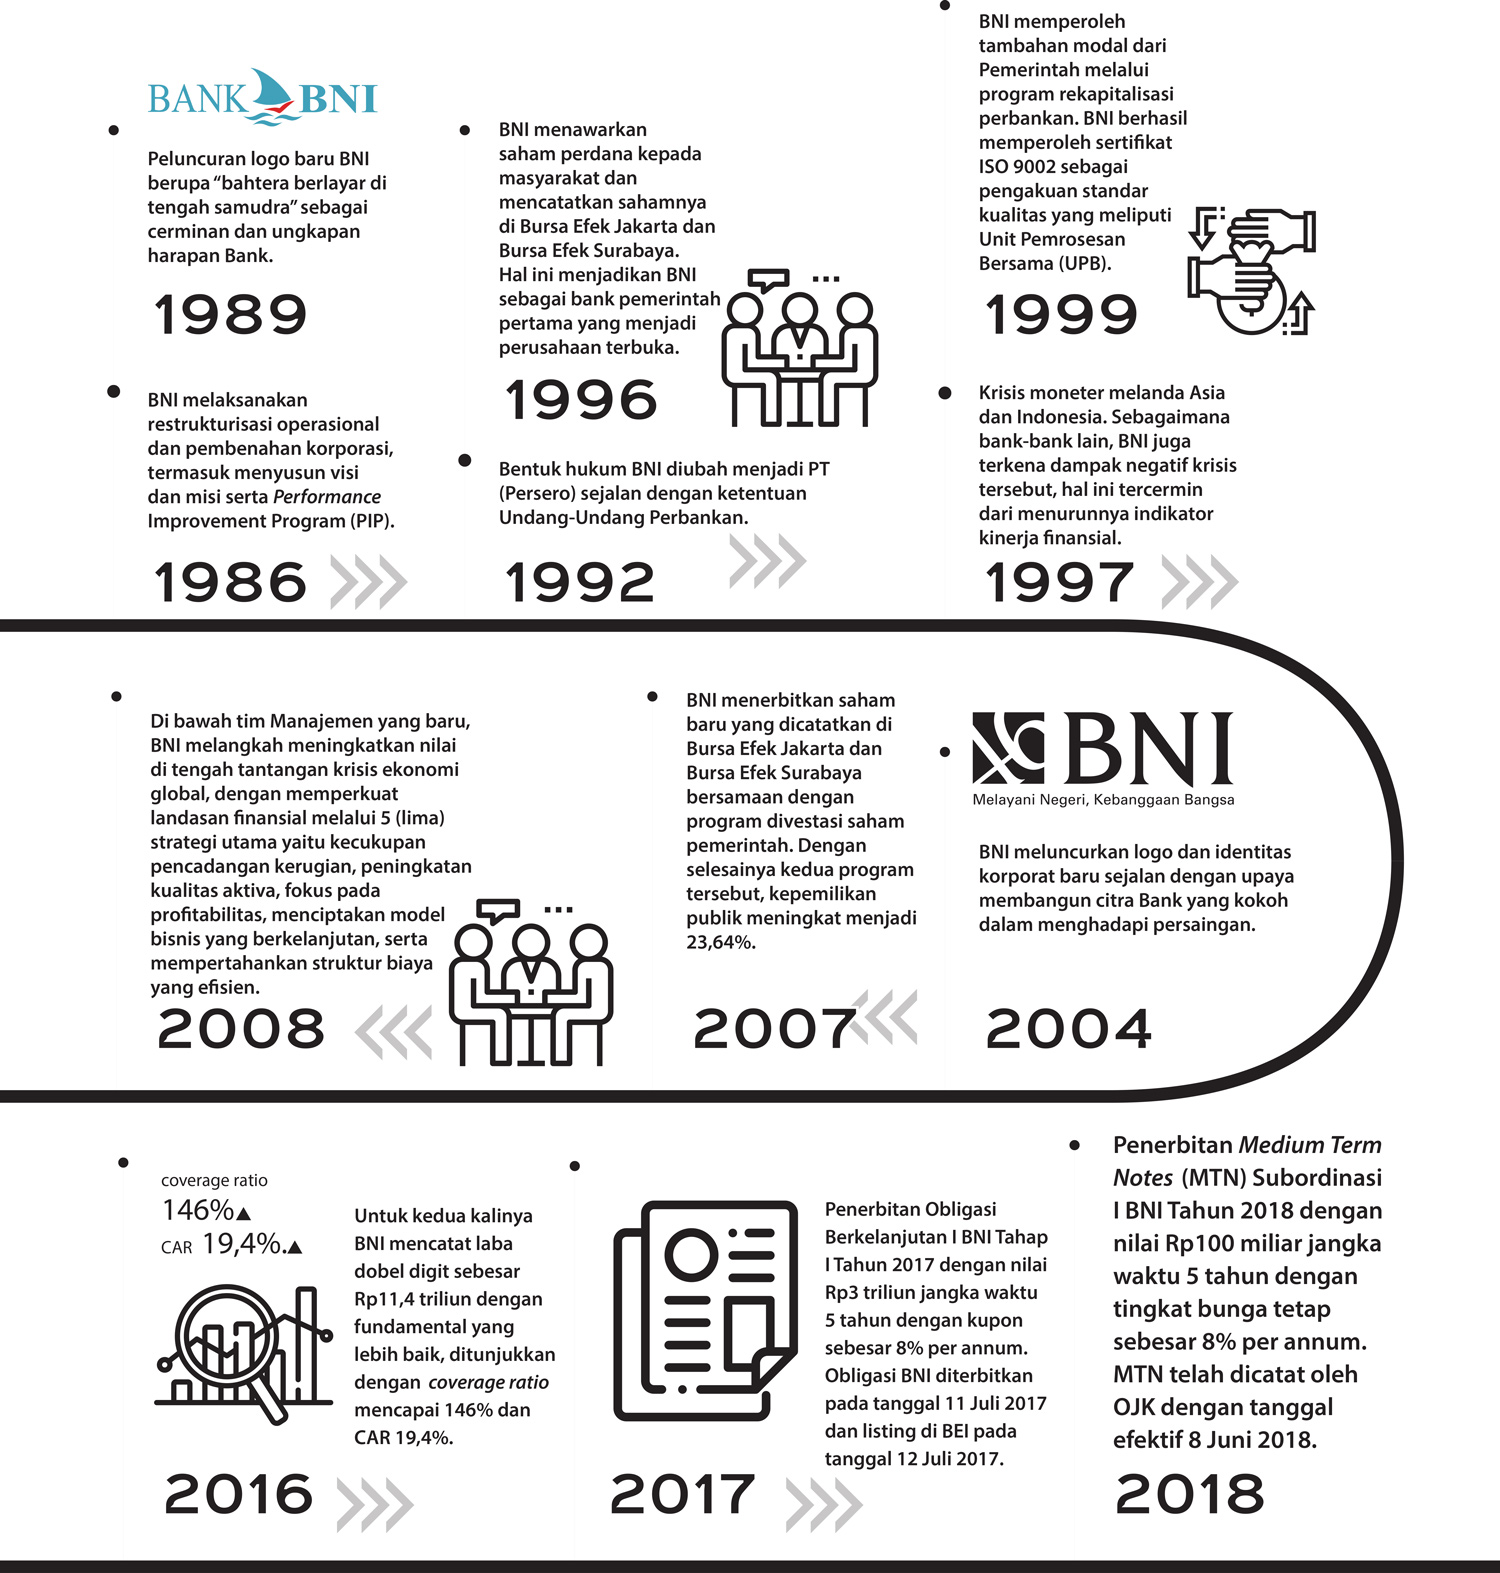 BANK BNI
Peluncuran logo baru BNI
berupa “bahtera berlayar di
tengah samudra” sebagai
cerminan dan ungkapan
harapan Bank.
1989
BNI melaksanakan
restrukturisasi operasional
dan pembenahan korporasi,
termasuk menyusun visi
dan misi serta Performance
Improvement Program (PIP).
1986
BNI menawarkan
saham perdana kepada
masyarakat dan
mencatatkan sahamnya
di Bursa Efek Jakarta dan
Bursa Efek Surabaya.
Hal ini menjadikan BNI
sebagai bank pemerintah
pertama yang menjadi
perusahaan terbuka.
1996
Bentuk hukum BNI diubah menjadi PT
(Persero) sejalan dengan ketentuan
Undang-Undang Perbankan.
1992
BNI memperoleh
tambahan modal dari
Pemerintah melalui
program rekapitalisasi
perbankan. BNI berhasil
memperoleh sertifikat
ISO 9002 sebagai
pengakuan standar
kualitas yang meliputi
Unit Pemrosesan
Bersama (UPB).
1999
Krisis moneter melanda Asia
dan Indonesia. Sebagaimana
bank-bank lain, BNI juga
terkena dampak negatif krisis
tersebut, hal ini tercermin
dari menurunnya indikator
kinerja finansial.
1997
Di bawah tim Manajemen yang baru,
BNI melangkah meningkatkan nilai
di tengah tantangan krisis ekonomi
global, dengan memperkuat
landasan finansial melalui 5 (lima)
strategi utama yaitu kecukupan
pencadangan kerugian, peningkatan
kualitas aktiva, fokus pada
profitabilitas, menciptakan model
bisnis yang berkelanjutan, serta
mempertahankan struktur biaya
yang efisien.
2008
BNI menerbitkan saham
baru yang dicatatkan di
Bursa Efek Jakarta dan
Bursa Efek Surabaya
bersamaan dengan
program divestasi saham
pemerintah. Dengan
selesainya kedua program
tersebut, kepemilikan
publik meningkat menjadi
23,64%.
2007
BNI
Melayani Negeri, Kebanggaan Bangsa
BNI meluncurkan logo dan identitas
korporat baru sejalan dengan upaya
membangun citra Bank yang kokoh
dalam menghadapi persaingan.
2004
coverage ratio
146%▲
CAR 19,4%.▲
Untuk kedua kalinya
BNI mencatat laba
dobel digit sebesar
Rp11,4 triliun dengan
fundamental yang
lebih baik, ditunjukkan
dengan coverage ratio
mencapai 146% dan
CAR 19,4%.
2016
Penerbitan Obligasi
Berkelanjutan I BNI Tahap
I Tahun 2017 dengan nilai
Rp3 triliun jangka waktu
5 tahun dengan kupon
sebesar 8% per annum.
Obligasi BNI diterbitkan
pada tanggal 11 Juli 2017
dan listing di BEI pada
tanggal 12 Juli 2017.
2017
Penerbitan Medium Term
Notes (MTN) Subordinasi
I BNI Tahun 2018 dengan
nilai Rp100 miliar jangka
waktu 5 tahun dengan
tingkat bunga tetap
sebesar 8% per annum.
MTN telah dicatat oleh
OJK dengan tanggal
efektif 8 Juni 2018.
2018